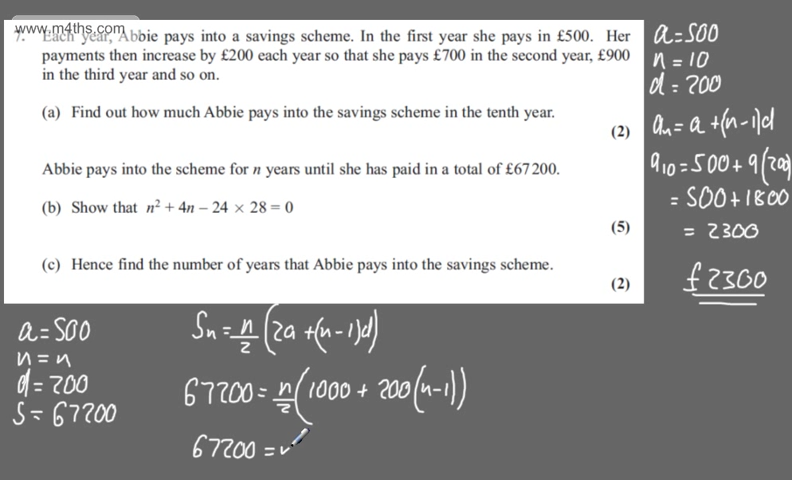 www.m4ths.com
7. Each year, Abbie pays into a savings scheme. In the first year she pays in £500. Her
payments then increase by £200 each year so that she pays £700 in the second year, £900
in the third year and so on.
(a) Find out how much Abbie pays into the savings scheme in the tenth year.
(2)
Abbie pays into the scheme for n years until she has paid in a total of £67200.
(b) Show that n² + 4n – 24 × 28 = 0
(5)
(c) Hence find the number of years that Abbie pays into the savings scheme.
(2)
a=500
n=10
d=200
aₙ = a +(n-1)d
a₁₀ = 500+9(200)
= 500+1800
= 2300
£2300
a=500
n=n
d=200
S=67200
Sₙ = n/2 (2a+(n-1)d)
67200 = n/2 (1000 + 200(n-1))
67200 =